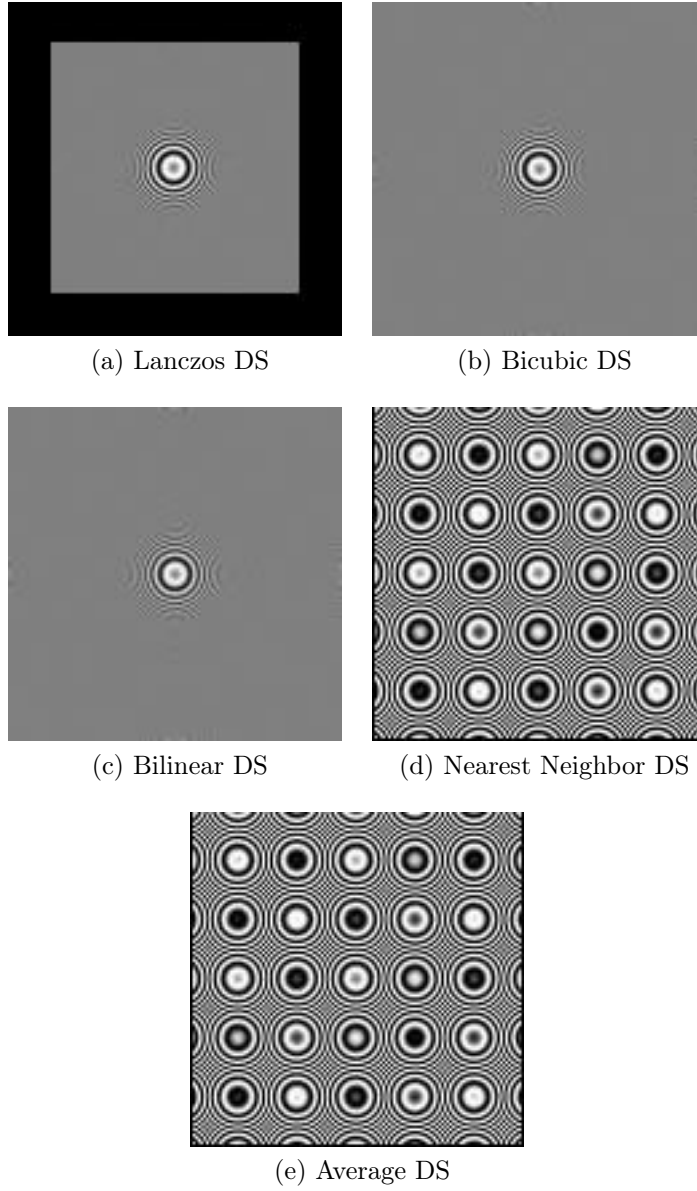 (a) Lanczos DS
(b) Bicubic DS
(c) Bilinear DS
(d) Nearest Neighbor DS
(e) Average DS